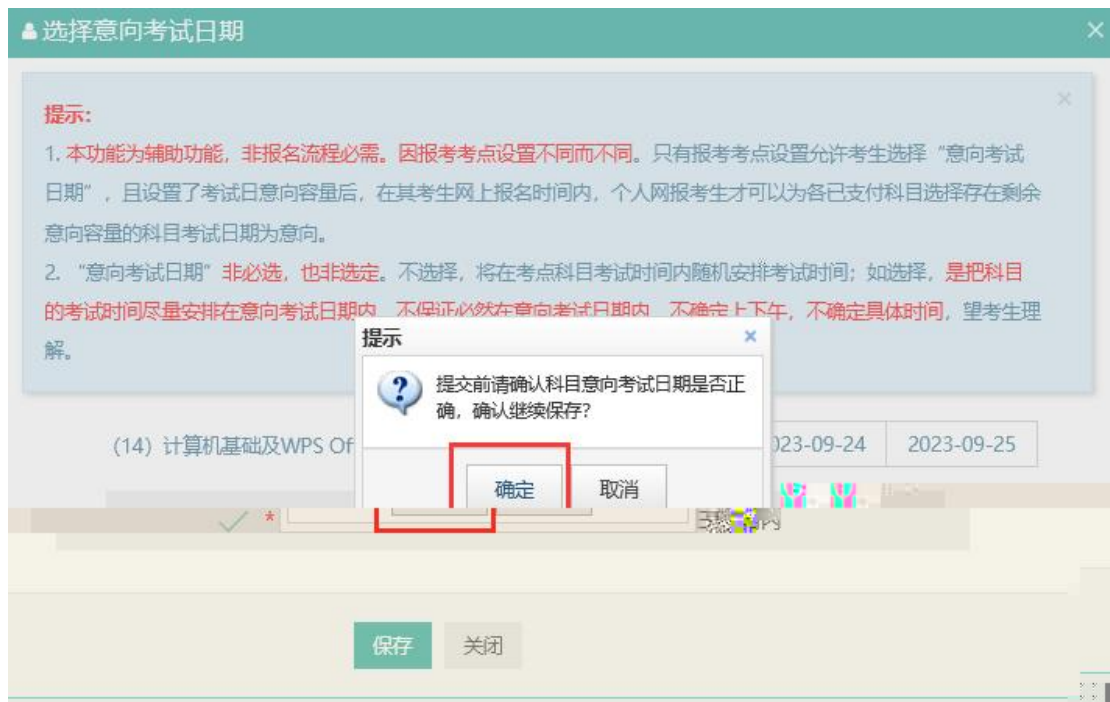 选择意向考试日期
提示:
1. 本功能为辅助功能，非报名流程必需。因报考考点设置不同而不同。只有报考考点设置允许考生选择“意向考试
日期”，且设置了考试日意向容量后，在其考生网上报名时间内，个人网报考生才可以为各已支付科目选择存在剩余
意向容量的科目考试日期为意向。
2. “意向考试日期”非必选，也非选定。不选择，将在考点科目考试时间内随机安排考试时间；如选择，是把科目
的考试时间尽量安排在意向考试日期内，不保证必然在意向考试日期内，不确定上下午，不确定具体时间，望考生理
解。
提示
提交前请确认科目意向考试日期是否正
确，确认继续保存?
(14) 计算机基础及WPS Of 023-09-24 2023-09-25
确定 取消
*
保存 关闭